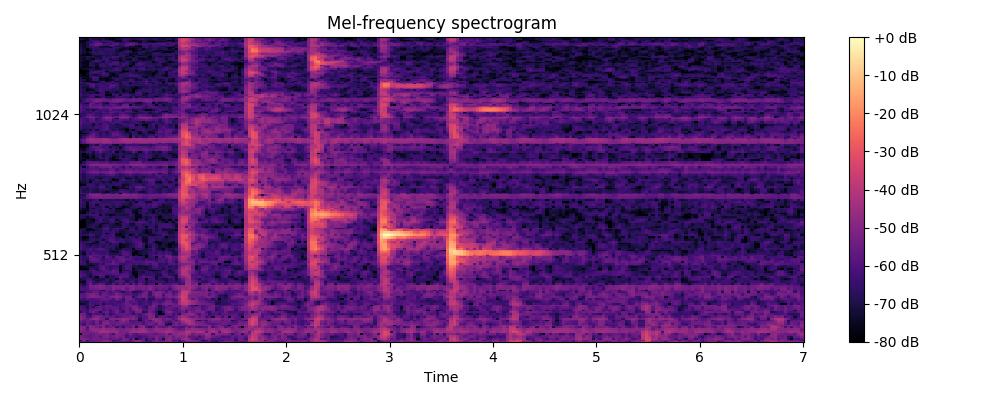 Mel-frequency spectrogram
+0 dB
-10 dB
-20 dB
-30 dB
-40 dB
-50 dB
-60 dB
-70 dB
-80 dB
1024
512
Hz
0 1 2 3 4 5 6 7
Time